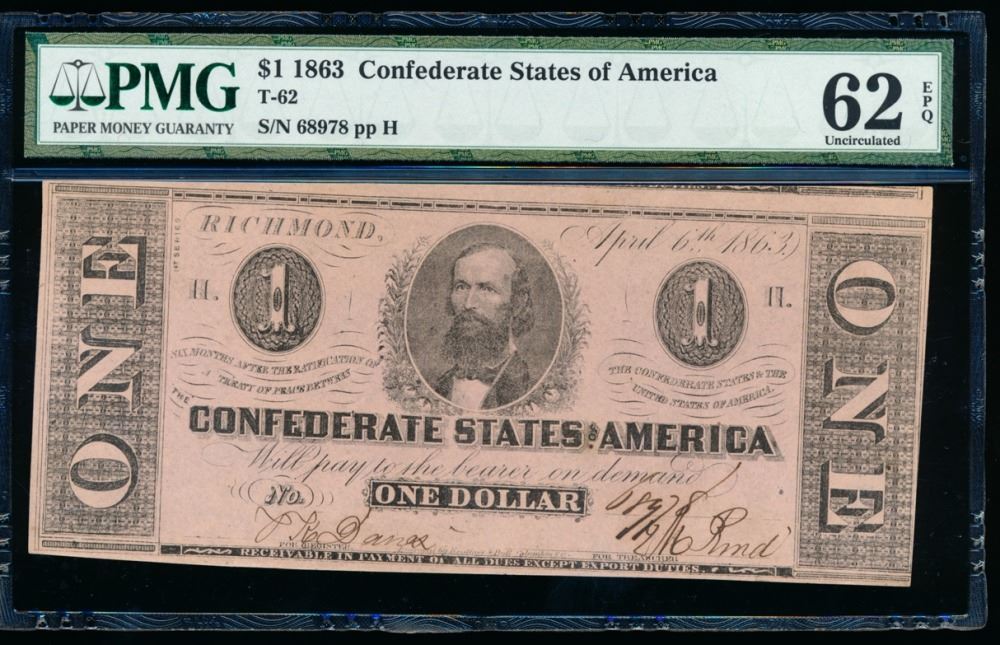 PMG
PAPER MONEY GUARANTY
$1 1863 Confederate States of America
T-62
S/N 68978 pp H
62
EPQ
Uncirculated
1ST SERIES
RICHMOND,
April 6th 1863
ONE
H. 1
1 H.
ONE
SIX MONTHS AFTER THE RATIFICATION OF
A TREATY OF PEACE BETWEEN
THE CONFEDERATE STATES & THE
UNITED STATES OF AMERICA.
THE
CONFEDERATE STATES OF AMERICA
Will pay to the bearer on demand
No. ONE DOLLAR 68978
FOR REGISTER
FOR TREASURER
RECEIVABLE IN PAYMENT OF ALL DUES EXCEPT EXPORT DUTIES.